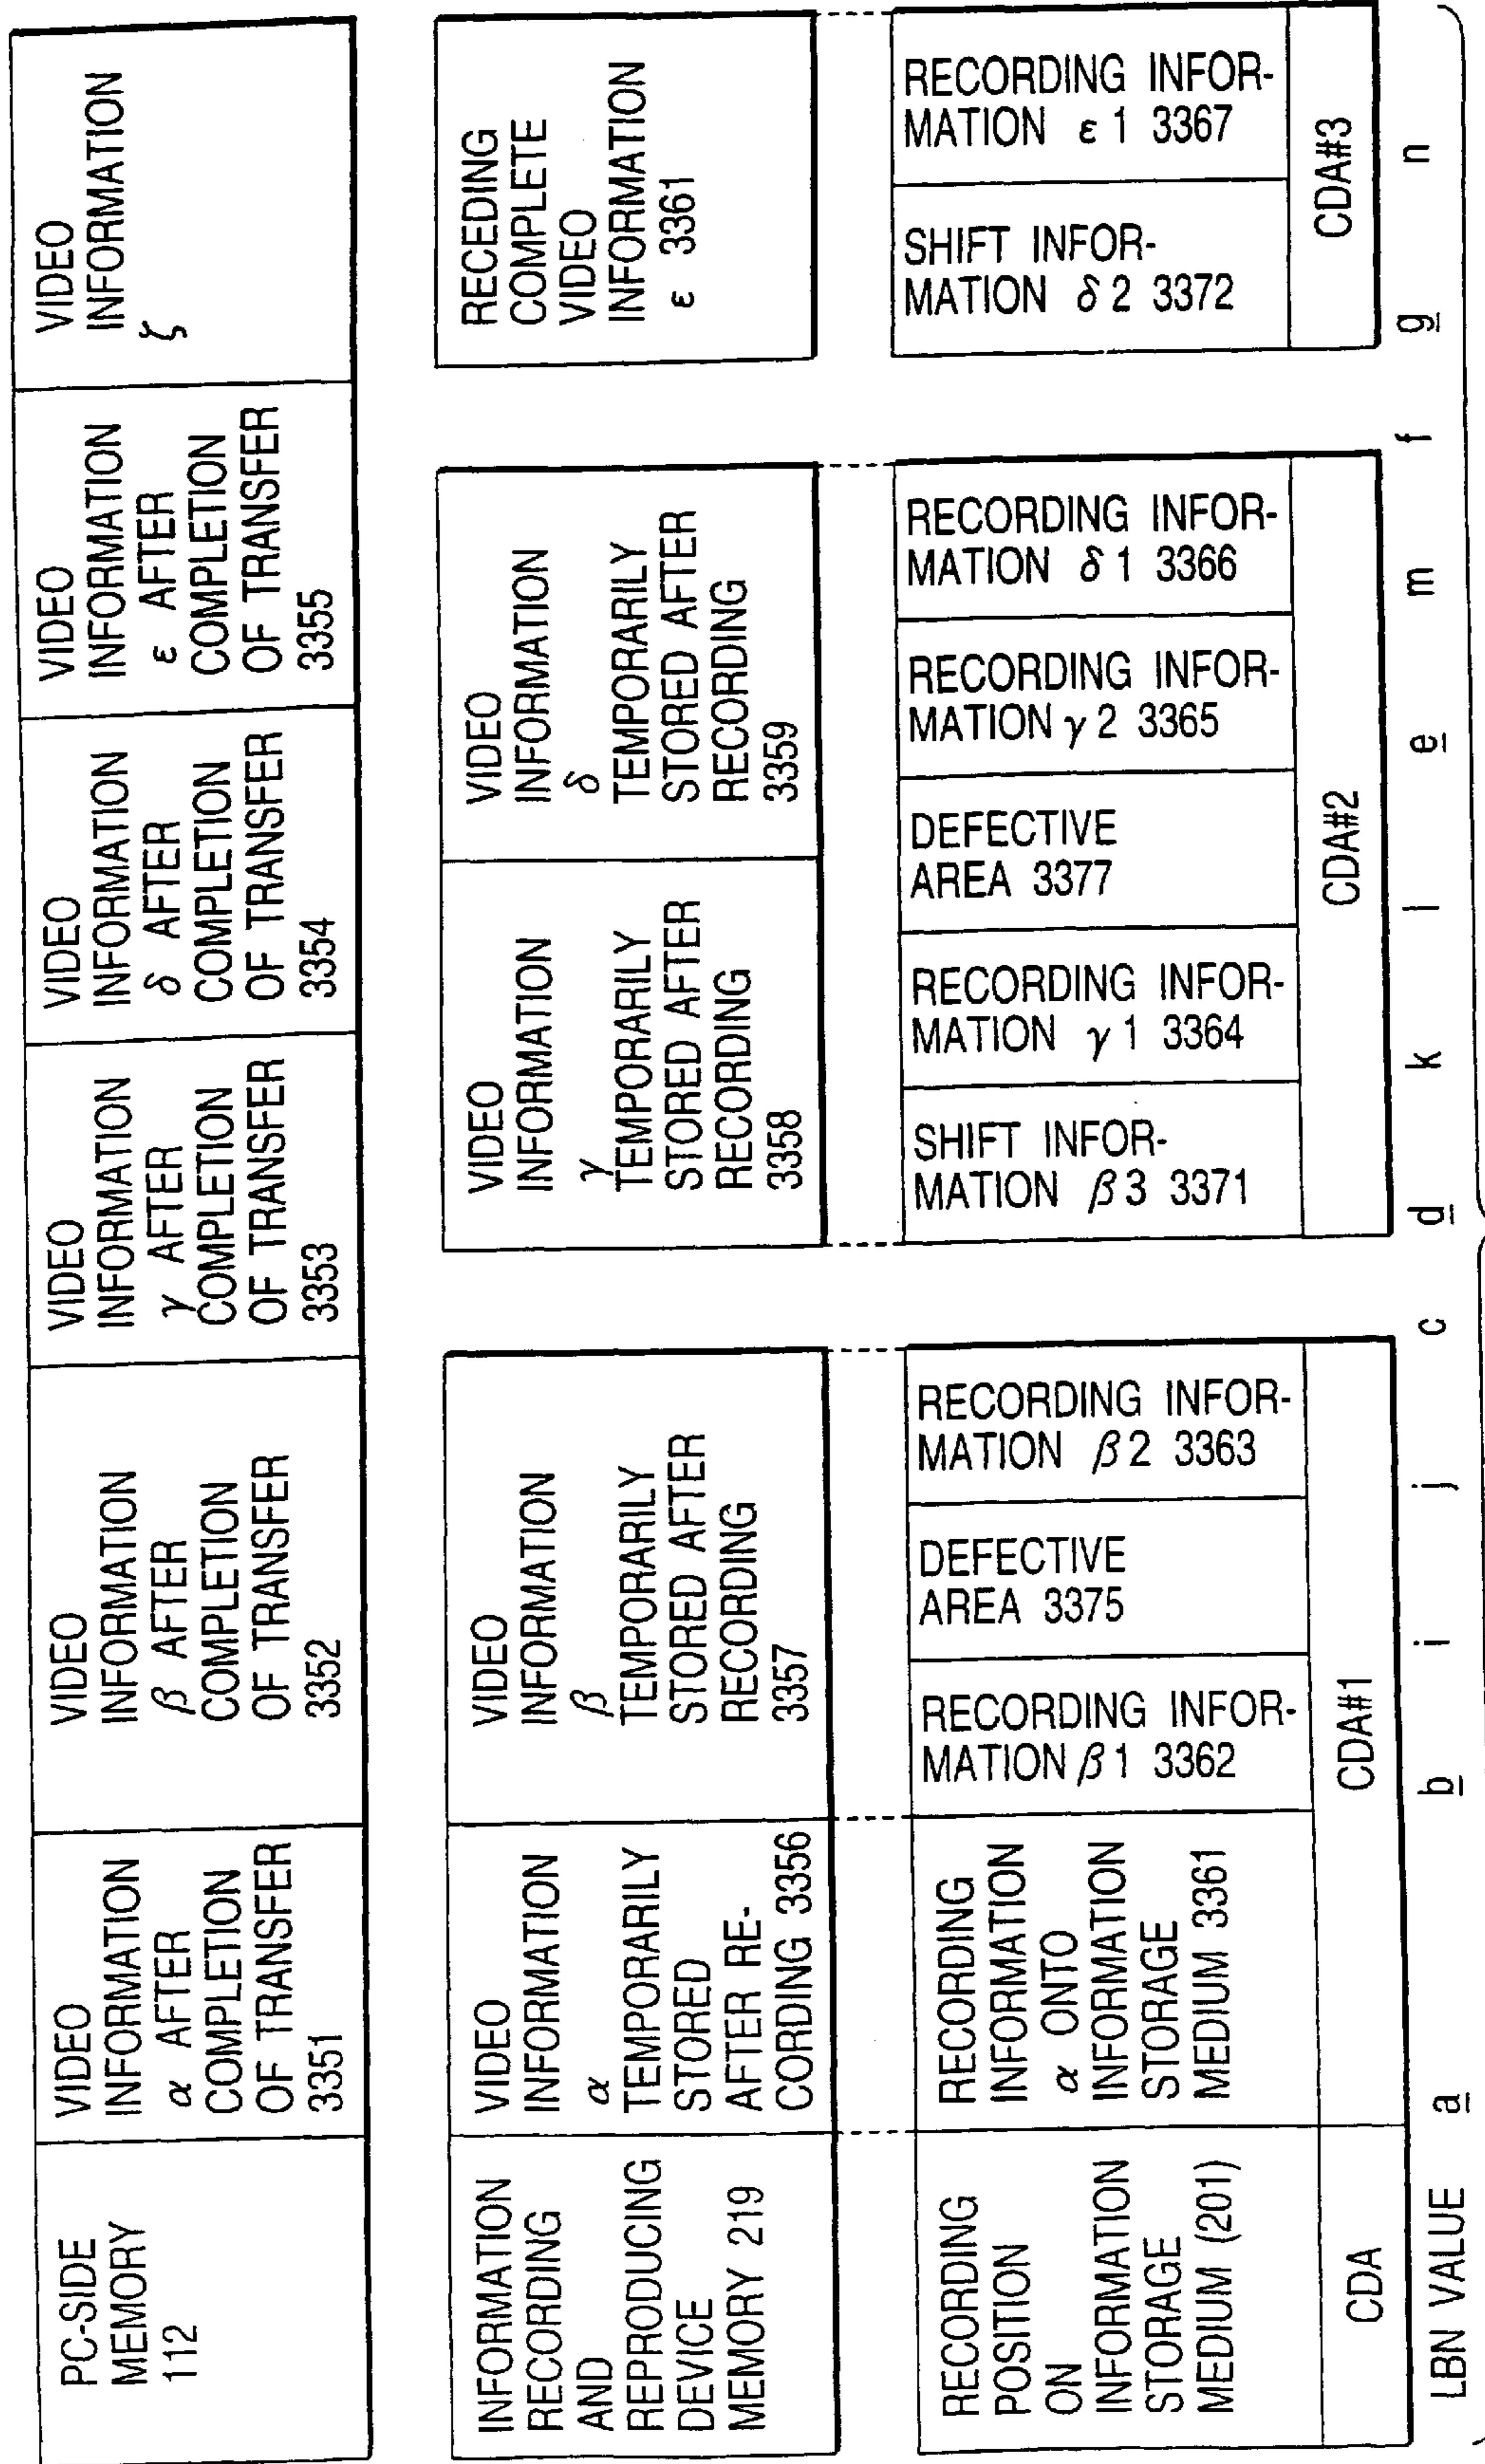 PC-SIDE
MEMORY
112
VIDEO
INFORMATION
α AFTER
COMPLETION
OF TRANSFER
3351
VIDEO
INFORMATION
β AFTER
COMPLETION
OF TRANSFER
3352
VIDEO
INFORMATION
γ AFTER
COMPLETION
OF TRANSFER
3353
VIDEO
INFORMATION
δ AFTER
COMPLETION
OF TRANSFER
3354
VIDEO
INFORMATION
ε AFTER
COMPLETION
OF TRANSFER
3355
VIDEO
INFORMATION
ζ
INFORMATION
RECORDING
AND
REPRODUCING
DEVICE
MEMORY 219
VIDEO
INFORMATION
α
TEMPORARILY
STORED
AFTER RE-
CORDING 3356
VIDEO
INFORMATION
β
TEMPORARILY
STORED AFTER
RECORDING
3357
VIDEO
INFORMATION
γ
TEMPORARILY
STORED AFTER
RECORDING
3358
VIDEO
INFORMATION
δ
TEMPORARILY
STORED AFTER
RECORDING
3359
RECEDING
COMPLETE
VIDEO
INFORMATION
ε 3361
RECORDING
POSITION
ON
INFORMATION
STORAGE
MEDIUM (201)
RECORDING
INFORMATION
α ONTO
INFORMATION
STORAGE
MEDIUM 3361
RECORDING INFOR-
MATION β1 3362
DEFECTIVE
AREA 3375
RECORDING INFOR-
MATION β2 3363
SHIFT INFOR-
MATION β3 3371
RECORDING INFOR-
MATION γ1 3364
DEFECTIVE
AREA 3377
RECORDING INFOR-
MATION γ2 3365
RECORDING INFOR-
MATION δ1 3366
SHIFT INFOR-
MATION δ2 3372
RECORDING INFOR-
MATION ε1 3367
CDA
CDA#1
CDA#2
CDA#3
LBN VALUE a b i j c d k l e m f g n